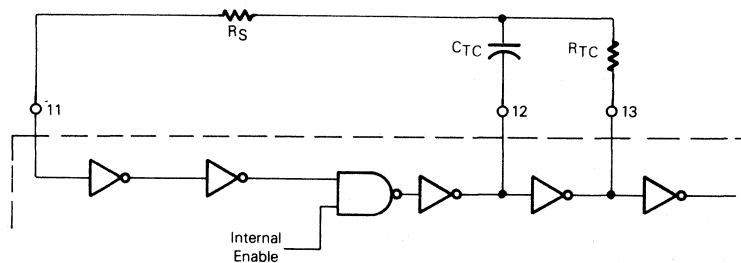 RS
CTC
RTC
11
12
13
Internal
Enable